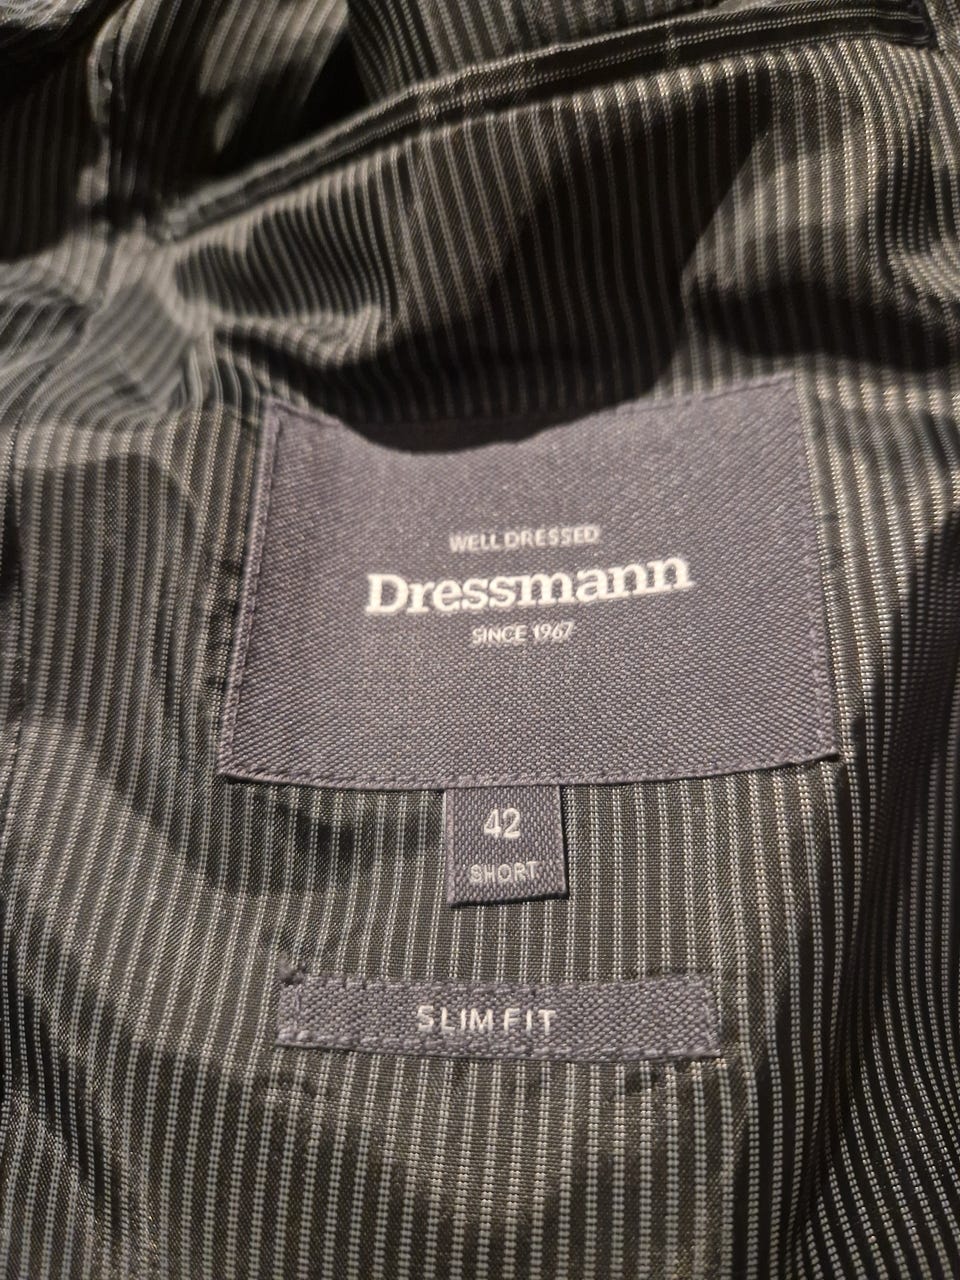 WELL DRESSED
Dressmann
SINCE 1967
42
SHORT
SLIM FIT